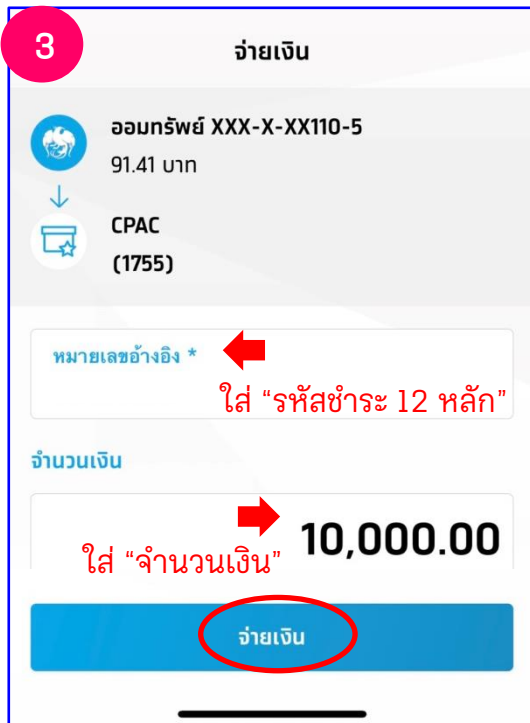 3
จ่ายเงิน
ออมทรัพย์ XXX-X-XX110-5
91.41 บาท
CPAC
(1755)
หมายเลขอ้างอิง *
ใส่ “รหัสชำระ 12 หลัก”
จำนวนเงิน
10,000.00
ใส่ “จำนวนเงิน”
จ่ายเงิน